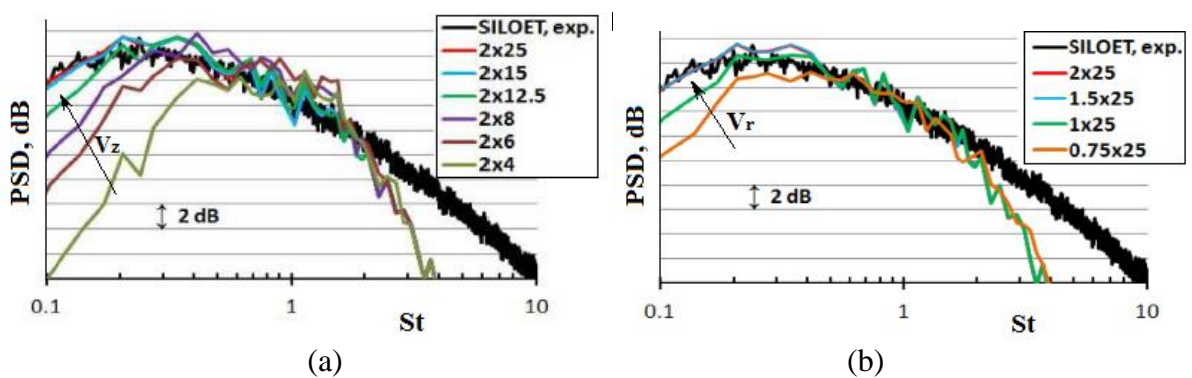 PSD, dB
SILOET, exp.
2x25
2x15
2x12.5
2x8
2x6
2x4
Vz
2 dB
0.1
1
10
St
(a)
PSD, dB
SILOET, exp.
2x25
1.5x25
1x25
0.75x25
Vr
2 dB
0.1
1
10
St
(b)